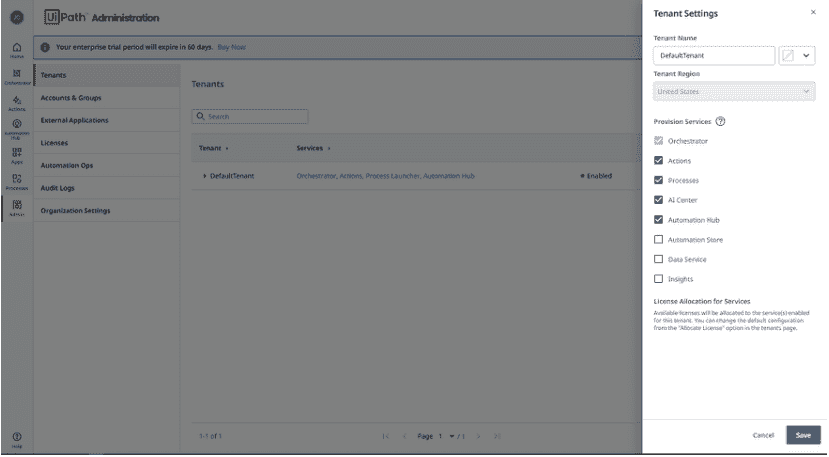 UiPath Administration
Your enterprise trial period will expire in 60 days. Buy Now
Home
Orchestrator
Actions
Automation Hub
Apps
Processes
Admin
Help
Tenants
Accounts & Groups
External Applications
Licenses
Automation Ops
Audit Logs
Organization Settings
Tenants
Search
Tenant Services
DefaultTenant Orchestrator, Actions, Process Launcher, Automation Hub Enabled
1-1 of 1 Page 1 / 1
Tenant Settings
Tenant Name
DefaultTenant
Tenant Region
United States
Provision Services
Orchestrator
Actions
Processes
AI Center
Automation Hub
Automation Store
Data Service
Insights
License Allocation for Services
Available licenses will be allocated to the service(s) enabled
for this tenant. You can change the default configuration
from the "Allocate License" option in the tenant's page.
Cancel Save